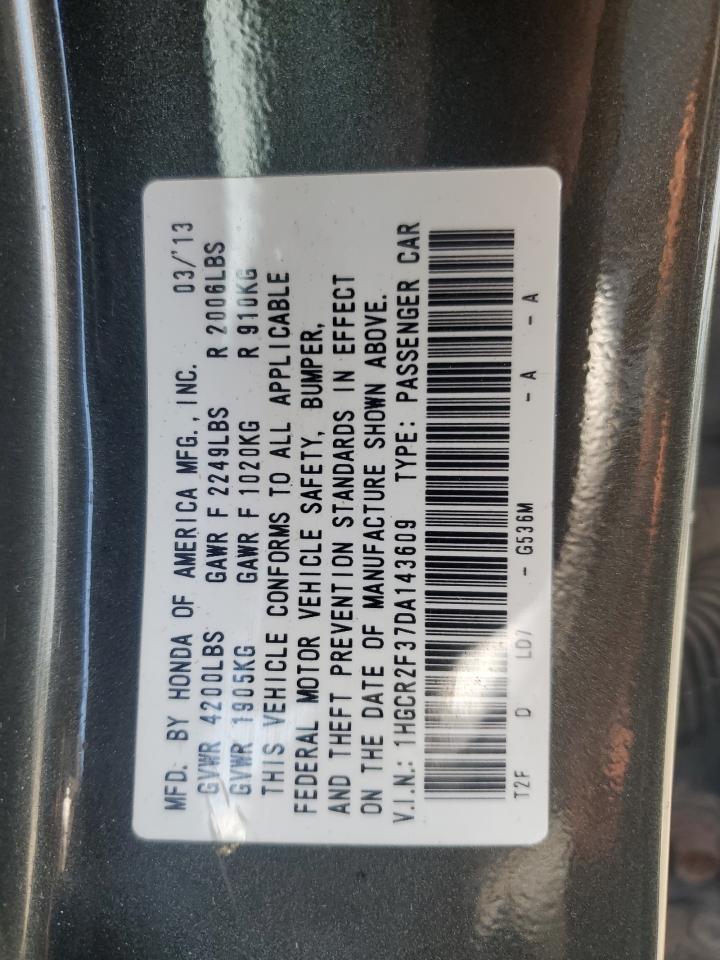 MFD. BY HONDA OF AMERICA MFG., INC. 03/'13
GVWR 4200LBS GAWR F 2249LBS R 2006LBS
GVWR 1905KG GAWR F 1020KG R 910KG
THIS VEHICLE CONFORMS TO ALL APPLICABLE
FEDERAL MOTOR VEHICLE SAFETY, BUMPER,
AND THEFT PREVENTION STANDARDS IN EFFECT
ON THE DATE OF MANUFACTURE SHOWN ABOVE.
V.I.N.: 1HGCR2F37DA143609 TYPE: PASSENGER CAR
T2F D LD/ - G536M - A - A